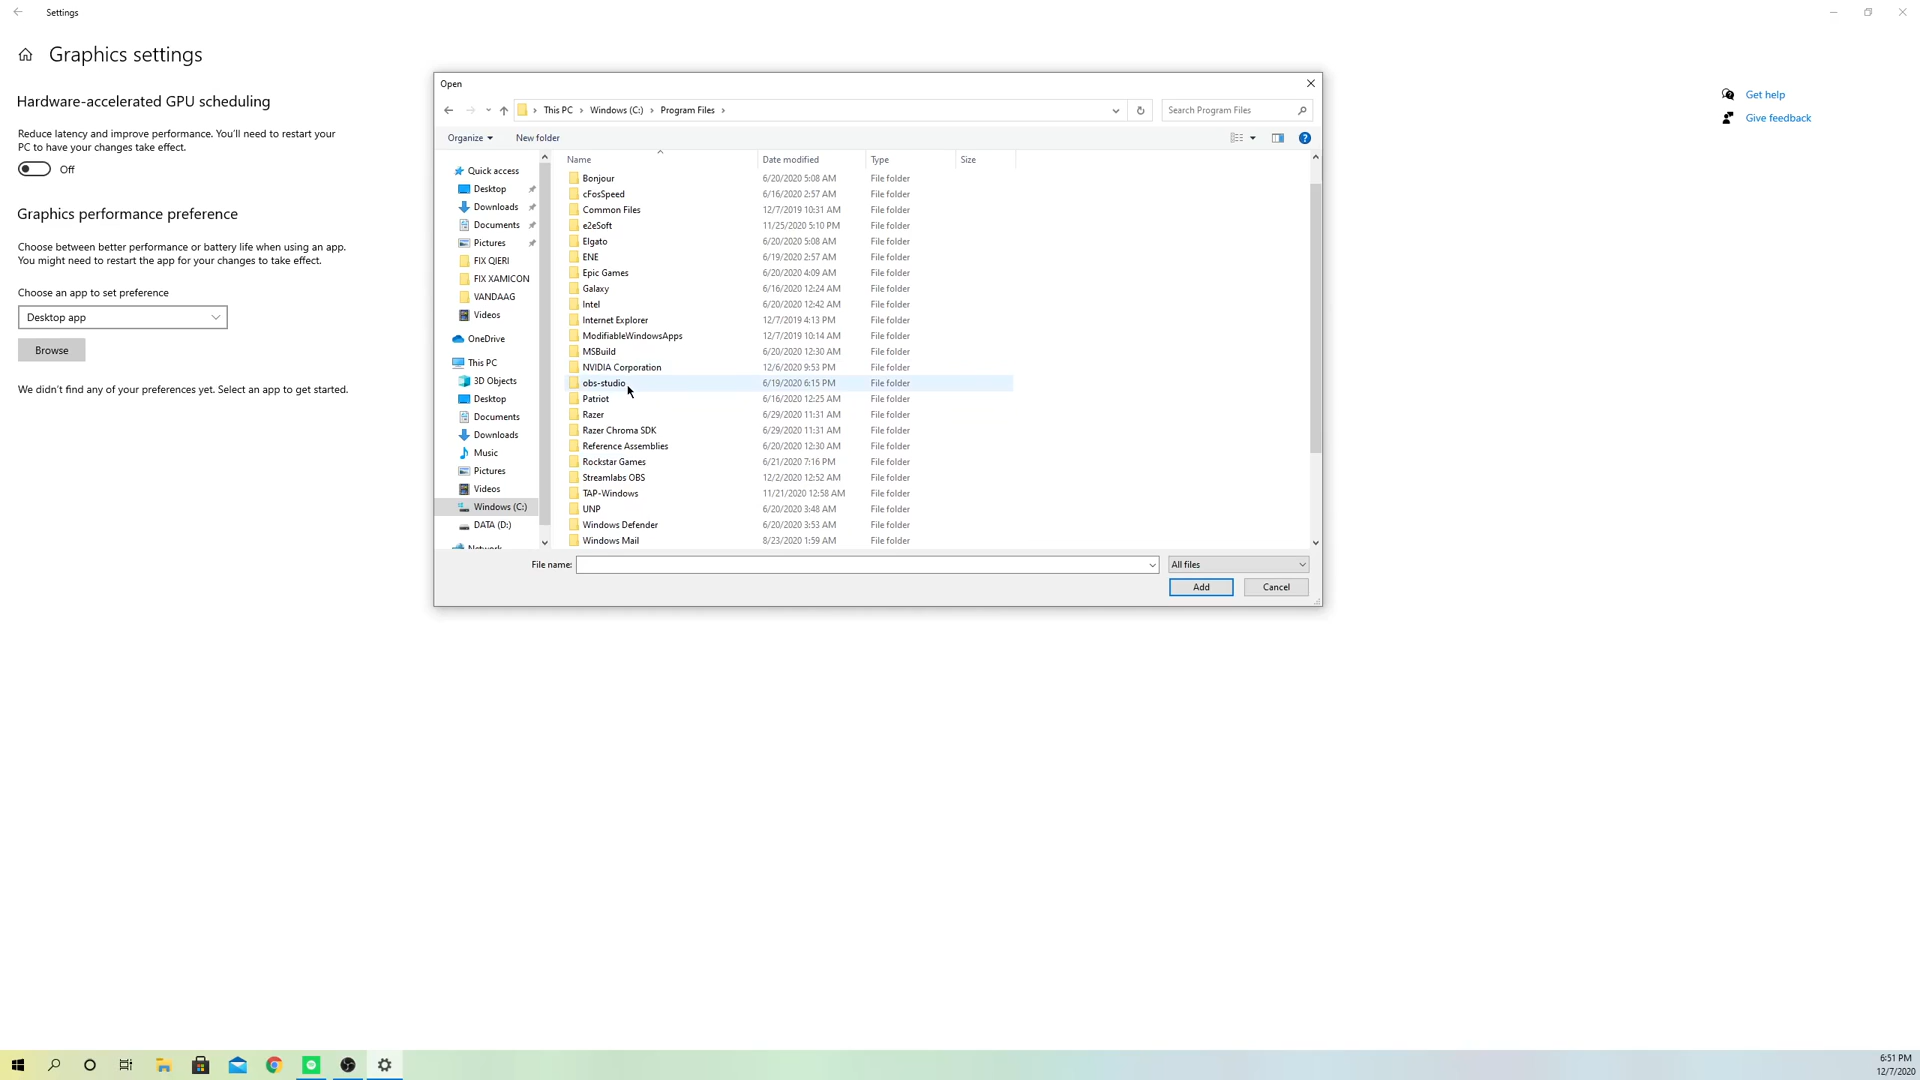 Settings
Graphics settings
Hardware-accelerated GPU scheduling
Reduce latency and improve performance. You'll need to restart your
PC to have your changes take effect.
Off
Graphics performance preference
Choose between better performance or battery life when using an app.
You might need to restart the app for your changes to take effect.
Choose an app to set preference
Desktop app
Browse
We didn't find any of your preferences yet. Select an app to get started.
Get help
Give feedback
Open
This PC Windows (C:) Program Files
Search Program Files
Organize New folder
Quick access
Desktop
Downloads
Documents
Pictures
FIX QIERI
FIX XAMICON
VANDAAG
Videos
OneDrive
This PC
3D Objects
Desktop
Documents
Downloads
Music
Pictures
Videos
Windows (C:)
DATA (D:)
Network
Name Date modified Type Size
Bonjour 6/20/2020 5:08 AM File folder
cFosSpeed 6/16/2020 2:57 AM File folder
Common Files 12/7/2019 10:31 AM File folder
e2eSoft 11/25/2020 5:10 PM File folder
Elgato 6/20/2020 5:08 AM File folder
ENE 6/19/2020 2:57 AM File folder
Epic Games 6/20/2020 4:09 AM File folder
Galaxy 6/16/2020 12:24 AM File folder
Intel 6/20/2020 12:42 AM File folder
Internet Explorer 12/7/2019 4:13 PM File folder
ModifiableWindowsApps 12/7/2019 10:14 AM File folder
MSBuild 6/20/2020 12:30 AM File folder
NVIDIA Corporation 12/6/2020 9:53 PM File folder
obs-studio 6/19/2020 6:15 PM File folder
Patriot 6/16/2020 12:25 AM File folder
Razer 6/29/2020 11:31 AM File folder
Razer Chroma SDK 6/29/2020 11:31 AM File folder
Reference Assemblies 6/20/2020 12:30 AM File folder
Rockstar Games 6/21/2020 7:16 PM File folder
Streamlabs OBS 12/2/2020 12:52 AM File folder
TAP-Windows 11/21/2020 12:58 AM File folder
UNP 6/20/2020 3:48 AM File folder
Windows Defender 6/20/2020 3:53 AM File folder
Windows Mail 8/23/2020 1:59 AM File folder
File name:
All files
Add Cancel
6:51 PM
12/7/2020